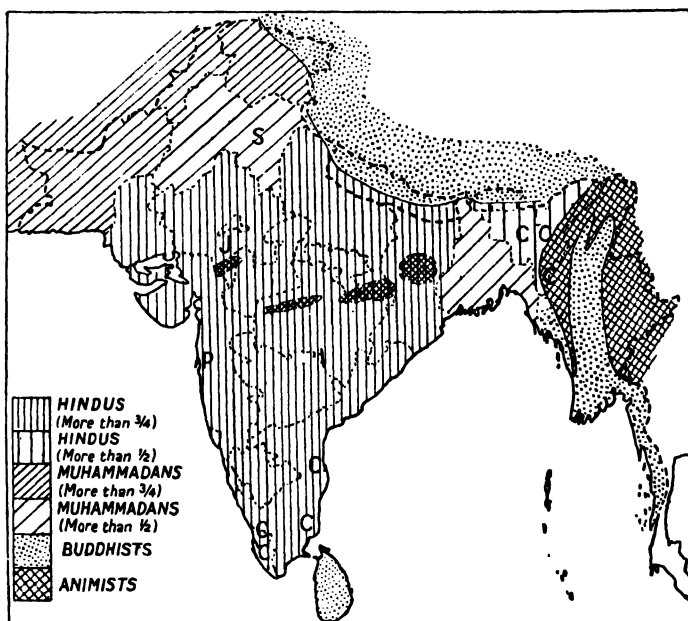 S
C C
J
P
C
G C
C
HINDUS
(More than ¾)
HINDUS
(More than ½)
MUHAMMADANS
(More than ¾)
MUHAMMADANS
(More than ½)
BUDDHISTS
ANIMISTS